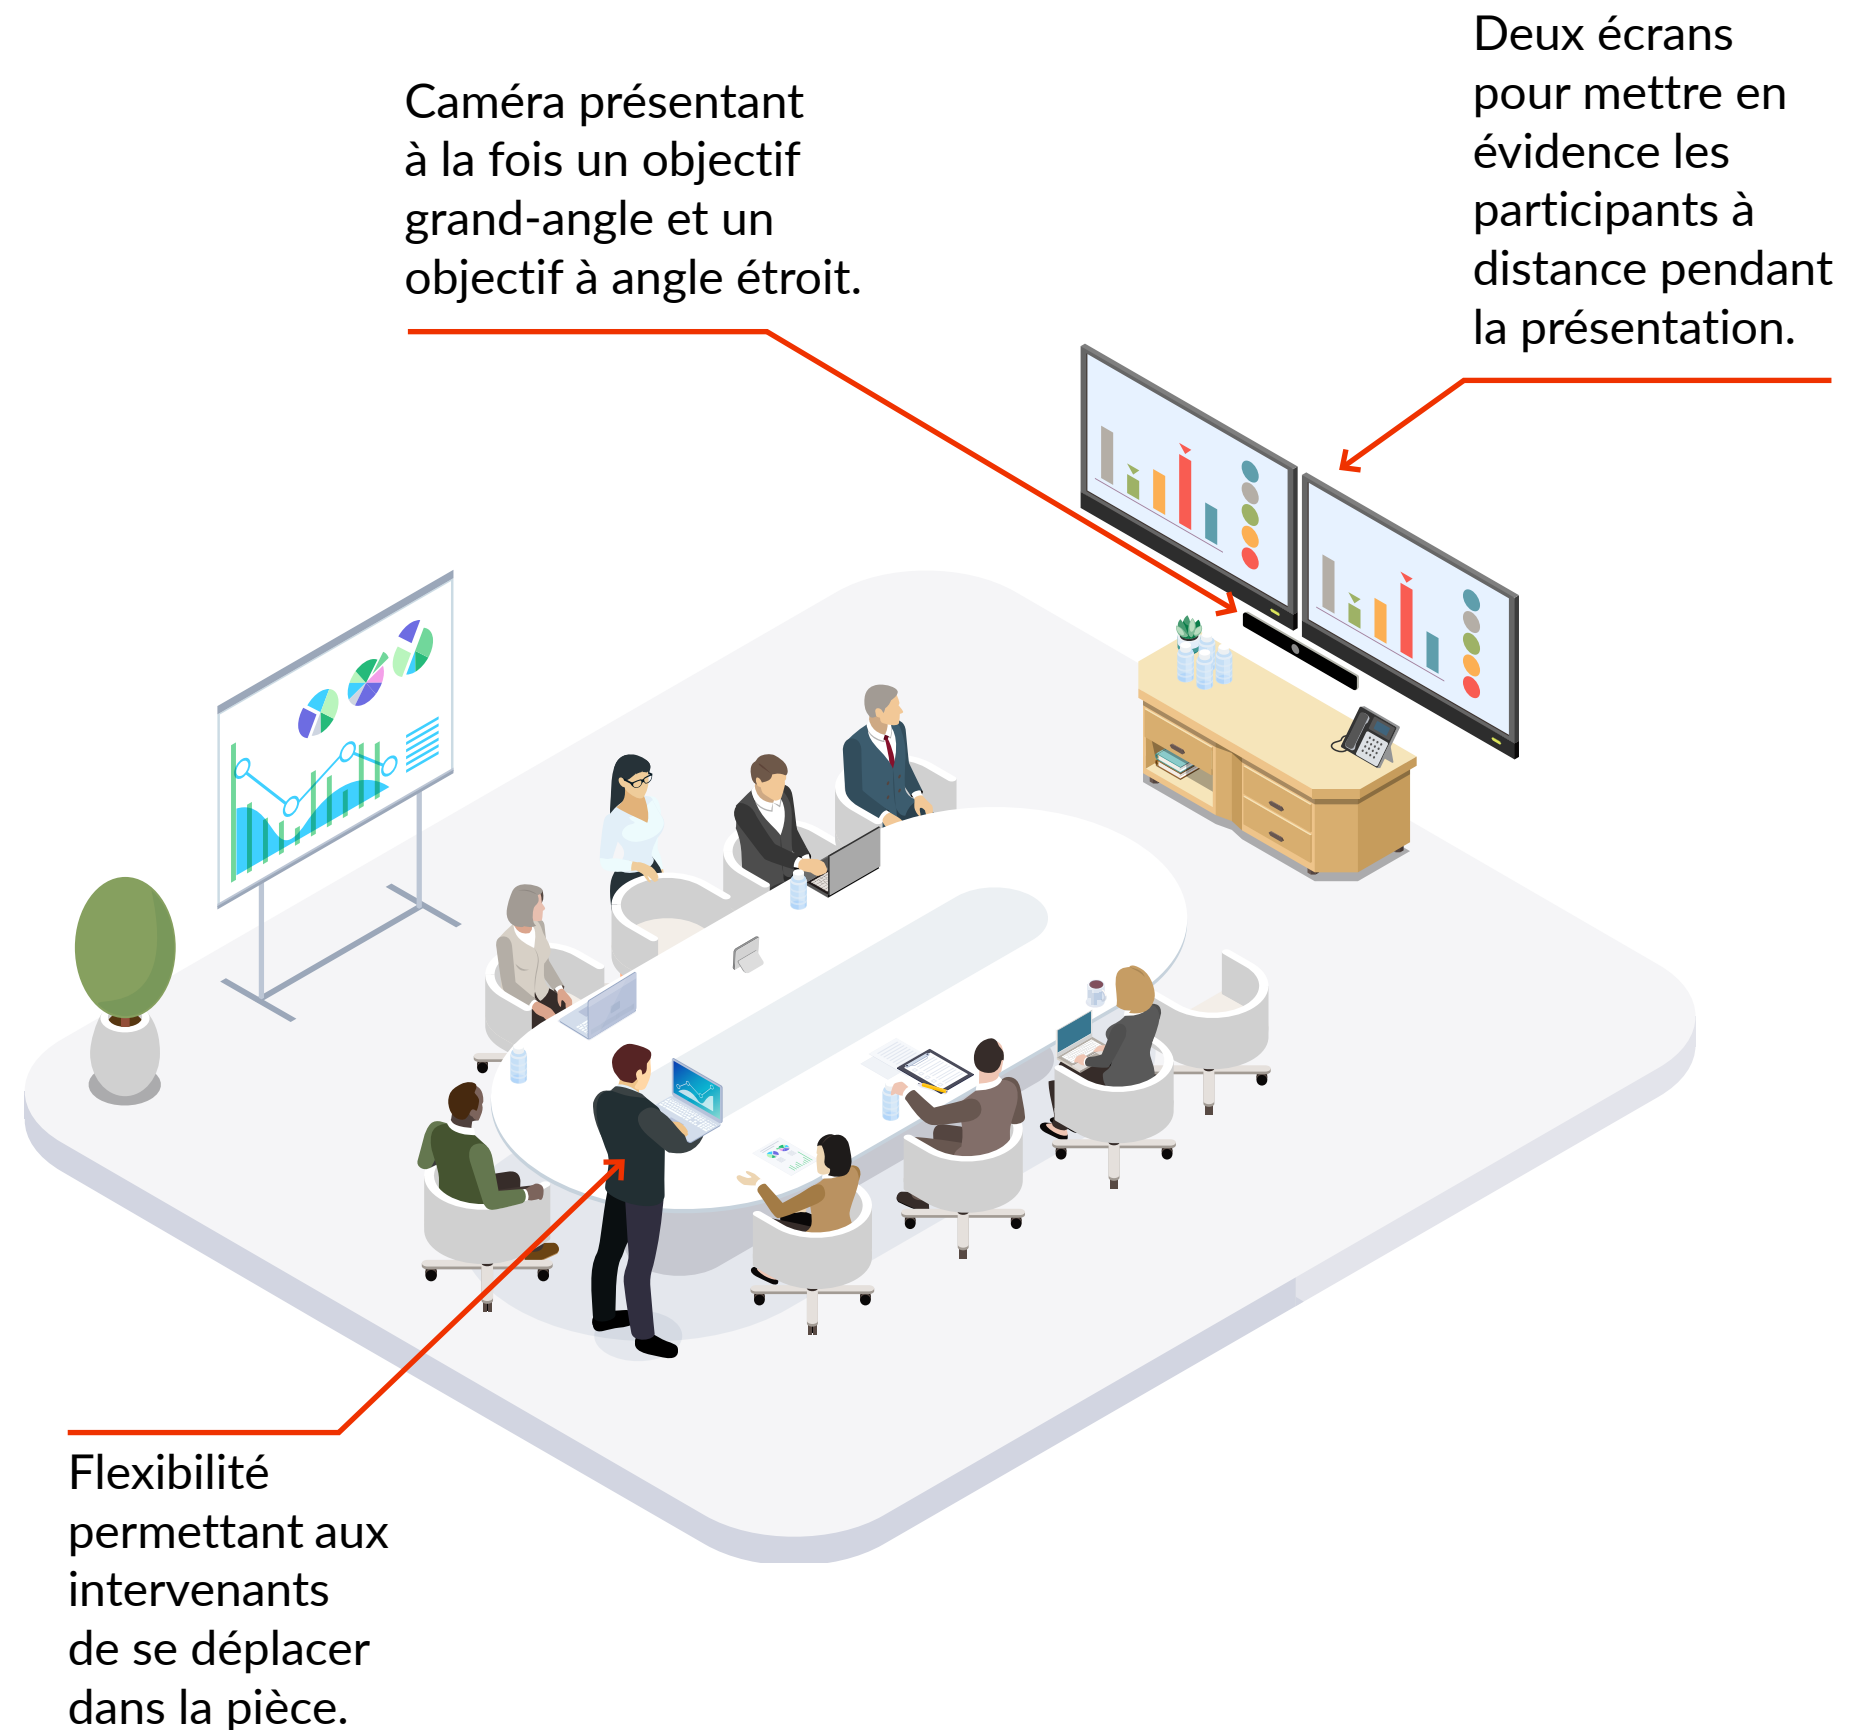 Deux écrans
pour mettre en
évidence les
participants à
distance pendant
la présentation.
Caméra présentant
à la fois un objectif
grand-angle et un
objectif à angle étroit.
Flexibilité
permettant aux
intervenants
de se déplacer
dans la pièce.